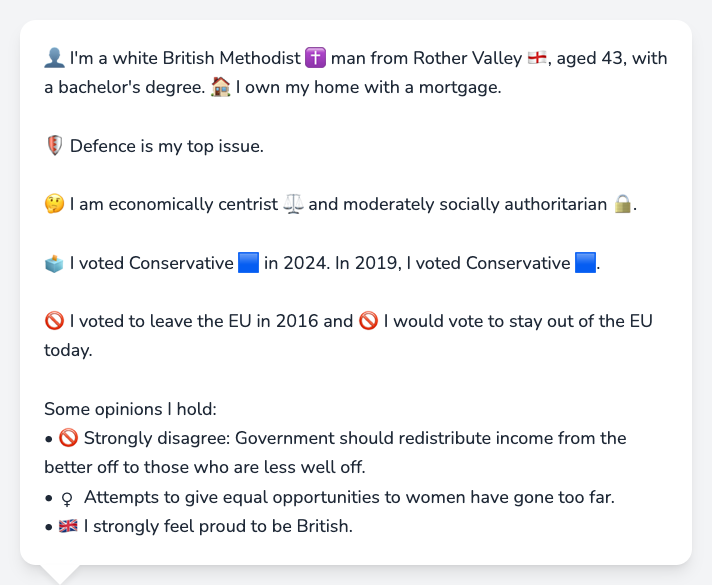 👤 I'm a white British Methodist ✝️ man from Rother Valley 🏴󠁧󠁢󠁥󠁮󠁧󠁿, aged 43, with
a bachelor's degree. 🏠 I own my home with a mortgage.
🛡️ Defence is my top issue.
🤔 I am economically centrist ⚖️ and moderately socially authoritarian 🔒.
🗳️ I voted Conservative 🟦 in 2024. In 2019, I voted Conservative 🟦.
🚫 I voted to leave the EU in 2016 and 🚫 I would vote to stay out of the EU
today.
Some opinions I hold:
• 🚫 Strongly disagree: Government should redistribute income from the
better off to those who are less well off.
• ♀ Attempts to give equal opportunities to women have gone too far.
• 🇬🇧 I strongly feel proud to be British.